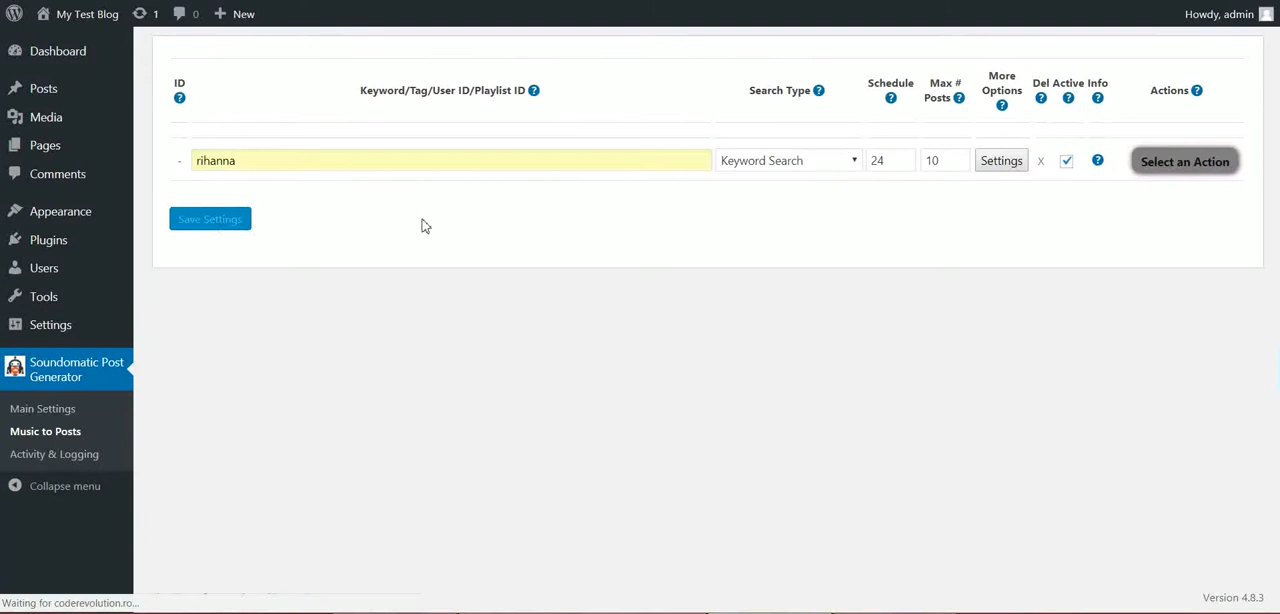 My Test Blog 1 0 New Howdy, admin
Dashboard
Posts
Media
Pages
Comments
Appearance
Plugins
Users
Tools
Settings
Soundomatic Post
Generator
Main Settings
Music to Posts
Activity & Logging
Collapse menu
ID Keyword/Tag/User ID/Playlist ID ? Search Type ? Schedule Max # More Del Active Info Actions ?
? ? Posts ? Options ? ? ?
?
- rihanna Keyword Search 24 10 Settings X ? Select an Action
Save Settings
Waiting for coderevolution.ro...
Version 4.8.3